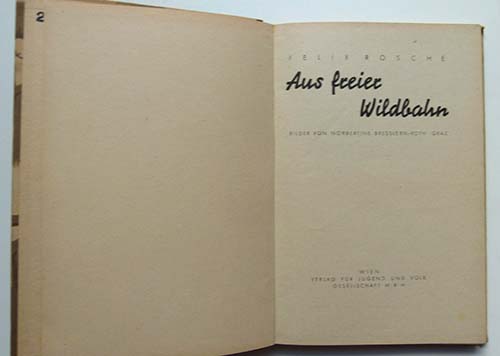 2
FELIX ROSCHE
Aus freier
Wildbahn
BILDER VON NORBERTINE BRESSLERN-ROTH GRAZ
WIEN
VERLAG FÜR JUGEND UND VOLK
GESELLSCHAFT M B H